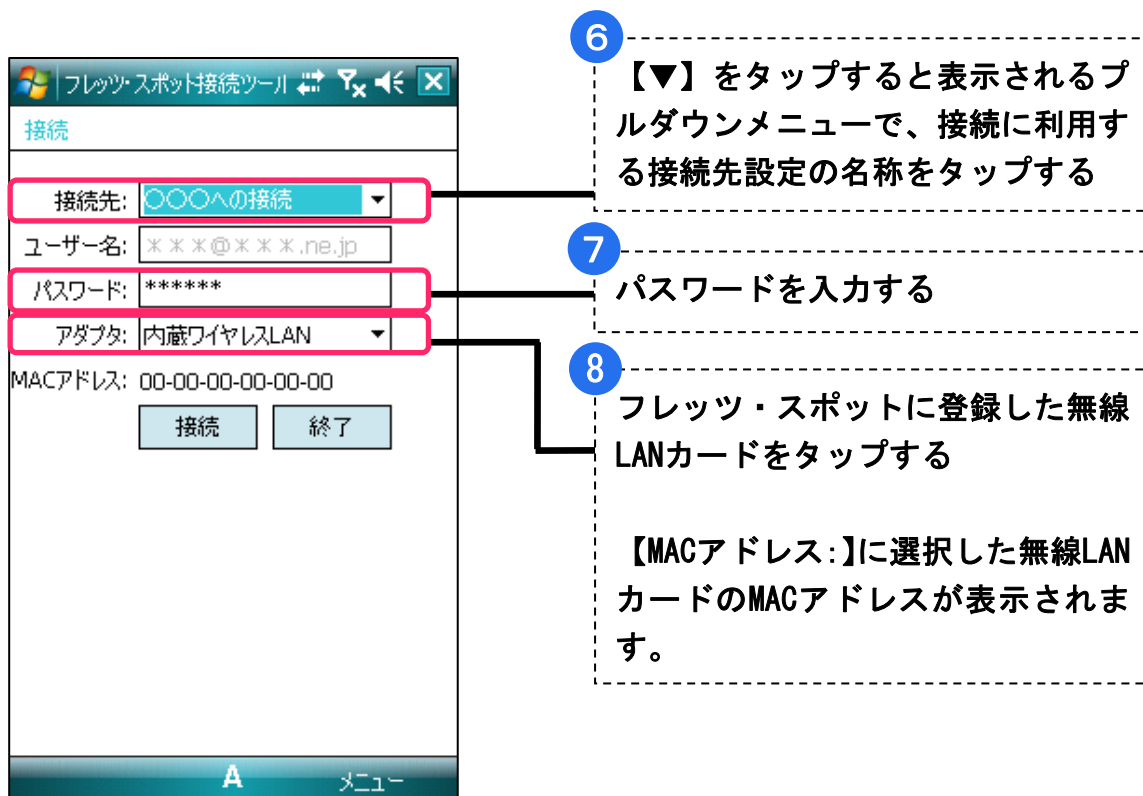 フレッツ・スポット接続ツール
接続
接続先: 〇〇〇への接続
ユーザー名: ＊＊＊@＊＊＊.ne.jp
パスワード: ******
アダプタ: 内蔵ワイヤレスLAN
MACアドレス: 00-00-00-00-00-00
接続 終了
A メニュー
6
【▼】をタップすると表示されるプ
ルダウンメニューで、接続に利用す
る接続先設定の名称をタップする
7
パスワードを入力する
8
フレッツ・スポットに登録した無線
LANカードをタップする
【MACアドレス:】に選択した無線LAN
カードのMACアドレスが表示されま
す。